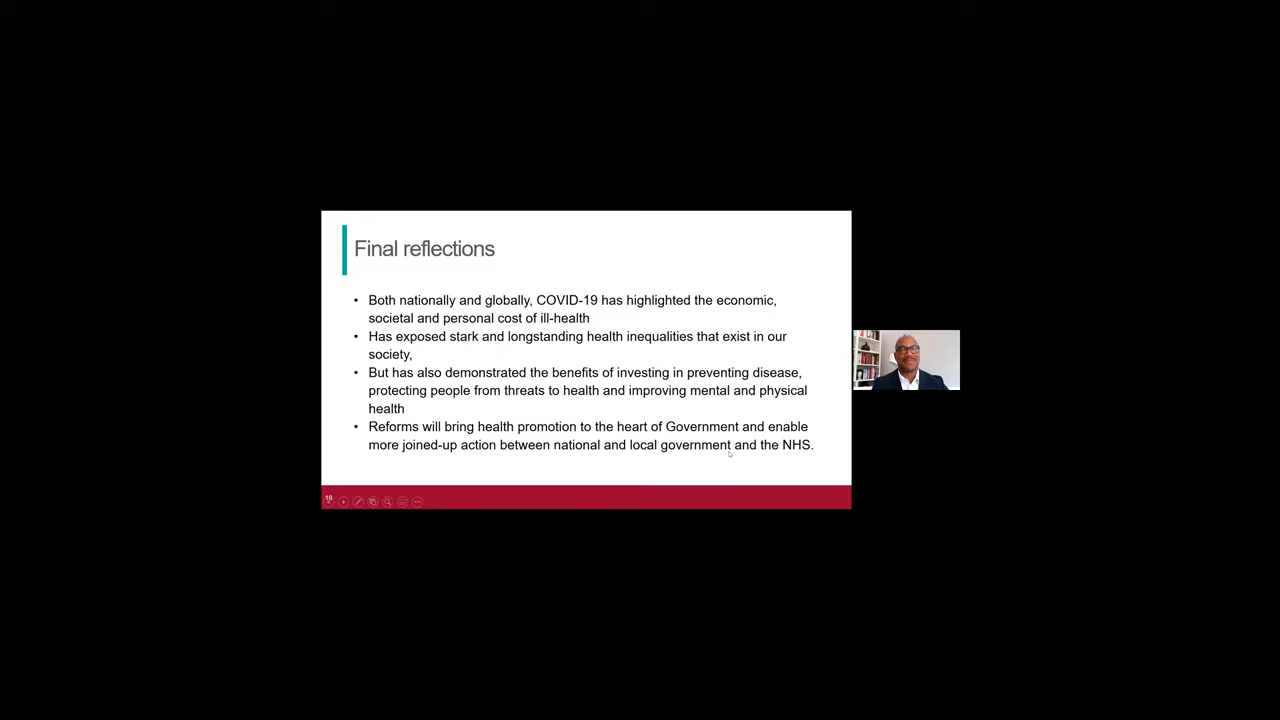 Final reflections
• Both nationally and globally, COVID-19 has highlighted the economic,
societal and personal cost of ill-health
• Has exposed stark and longstanding health inequalities that exist in our
society,
• But has also demonstrated the benefits of investing in preventing disease,
protecting people from threats to health and improving mental and physical
health
• Reforms will bring health promotion to the heart of Government and enable
more joined-up action between national and local government and the NHS.
18